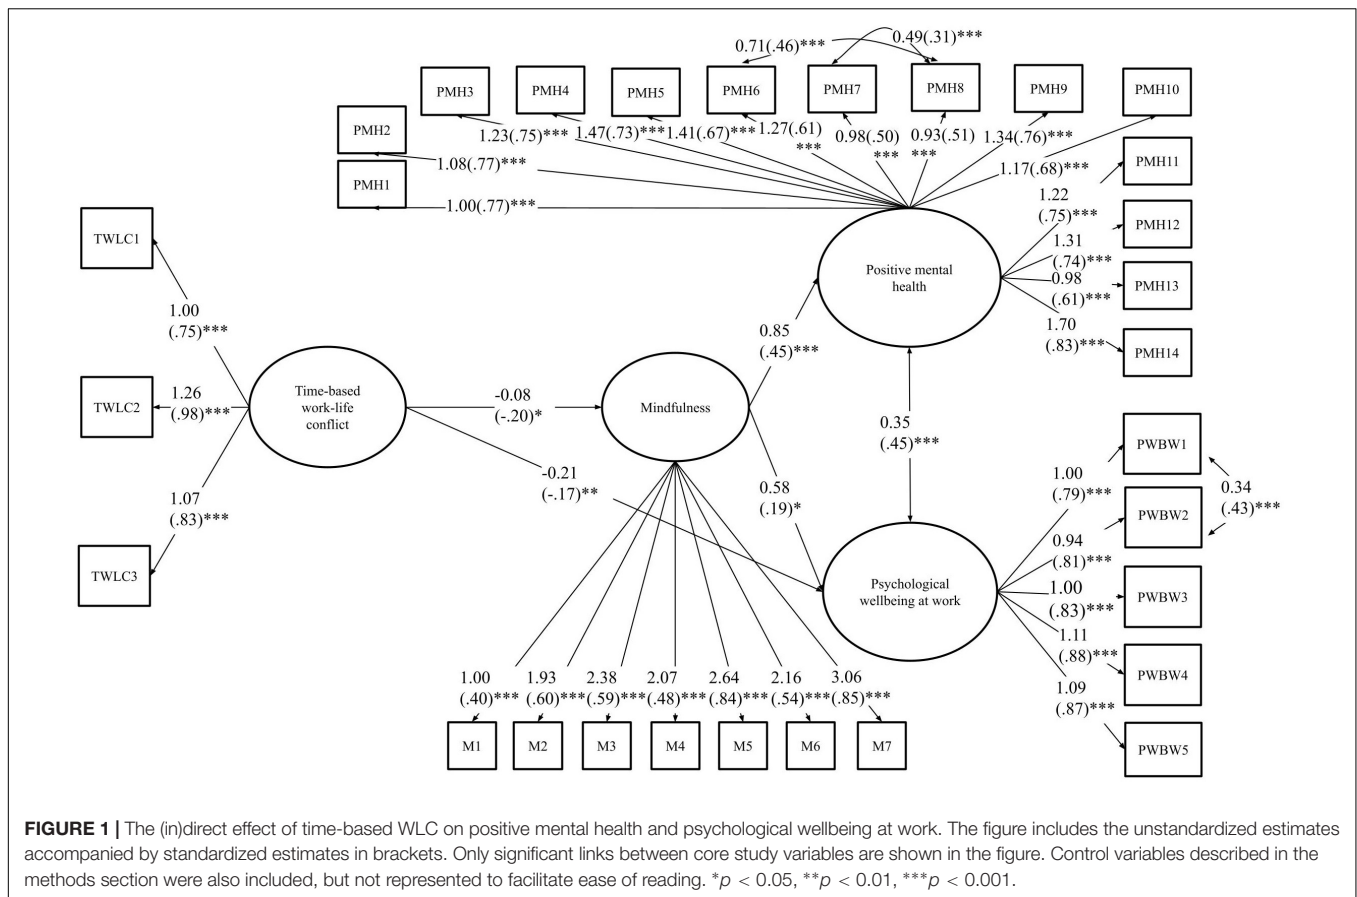 0.71(.46)***
0.49(.31)***
PMH1
PMH2
PMH3
PMH4
PMH5
PMH6
PMH7
PMH8
PMH9
PMH10
PMH11
PMH12
PMH13
PMH14
1.00(.77)***
1.08(.77)***
1.23(.75)***
1.47(.73)***
1.41(.67)***
1.27(.61)
***
0.98(.50)
***
0.93(.51)
***
1.34(.76)***
1.17(.68)***
1.22
(.75)***
1.31
(.74)***
0.98
(.61)***
1.70
(.83)***
TWLC1
TWLC2
TWLC3
1.00
(.75)***
1.26
(.98)***
1.07
(.83)***
Time-based
work-life
conflict
-0.08
(-.20)*
-0.21
(-.17)**
Mindfulness
0.85
(.45)***
0.58
(.19)*
Positive mental
health
0.35
(.45)***
Psychological
wellbeing at work
1.00
(.79)***
0.94
(.81)***
1.00
(.83)***
1.11
(.88)***
1.09
(.87)***
PWBW1
PWBW2
PWBW3
PWBW4
PWBW5
0.34
(.43)***
1.00
(.40)***
1.93
(.60)***
2.38
(.59)***
2.07
(.48)***
2.64
(.84)***
2.16
(.54)***
3.06
(.85)***
M1
M2
M3
M4
M5
M6
M7
FIGURE 1 | The (in)direct effect of time-based WLC on positive mental health and psychological wellbeing at work. The figure includes the unstandardized estimates
accompanied by standardized estimates in brackets. Only significant links between core study variables are shown in the figure. Control variables described in the
methods section were also included, but not represented to facilitate ease of reading. *p < 0.05, **p < 0.01, ***p < 0.001.